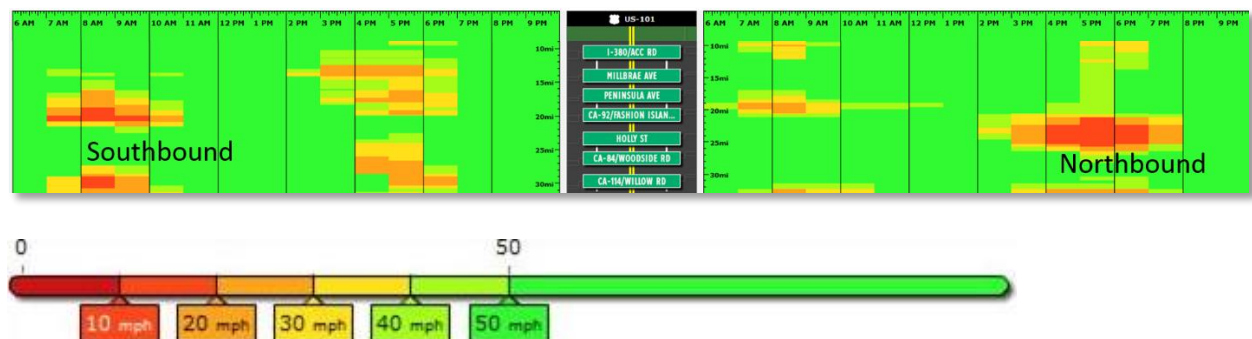 6 AM 7 AM 8 AM 9 AM 10 AM 11 AM 12 PM 1 PM 2 PM 3 PM 4 PM 5 PM 6 PM 7 PM 8 PM 9 PM
US-101
6 AM 7 AM 8 AM 9 AM 10 AM 11 AM 12 PM 1 PM 2 PM 3 PM 4 PM 5 PM 6 PM 7 PM 8 PM 9 PM
10mi
15mi
20mi
25mi
30mi
I-380/ACC RD
MILLBRAE AVE
PENINSULA AVE
CA-92/FASHION ISLAN...
HOLLY ST
CA-84/WOODSIDE RD
CA-114/WILLOW RD
10mi
15mi
20mi
25mi
30mi
Southbound
Northbound
0
50
10 mph
20 mph
30 mph
40 mph
50 mph